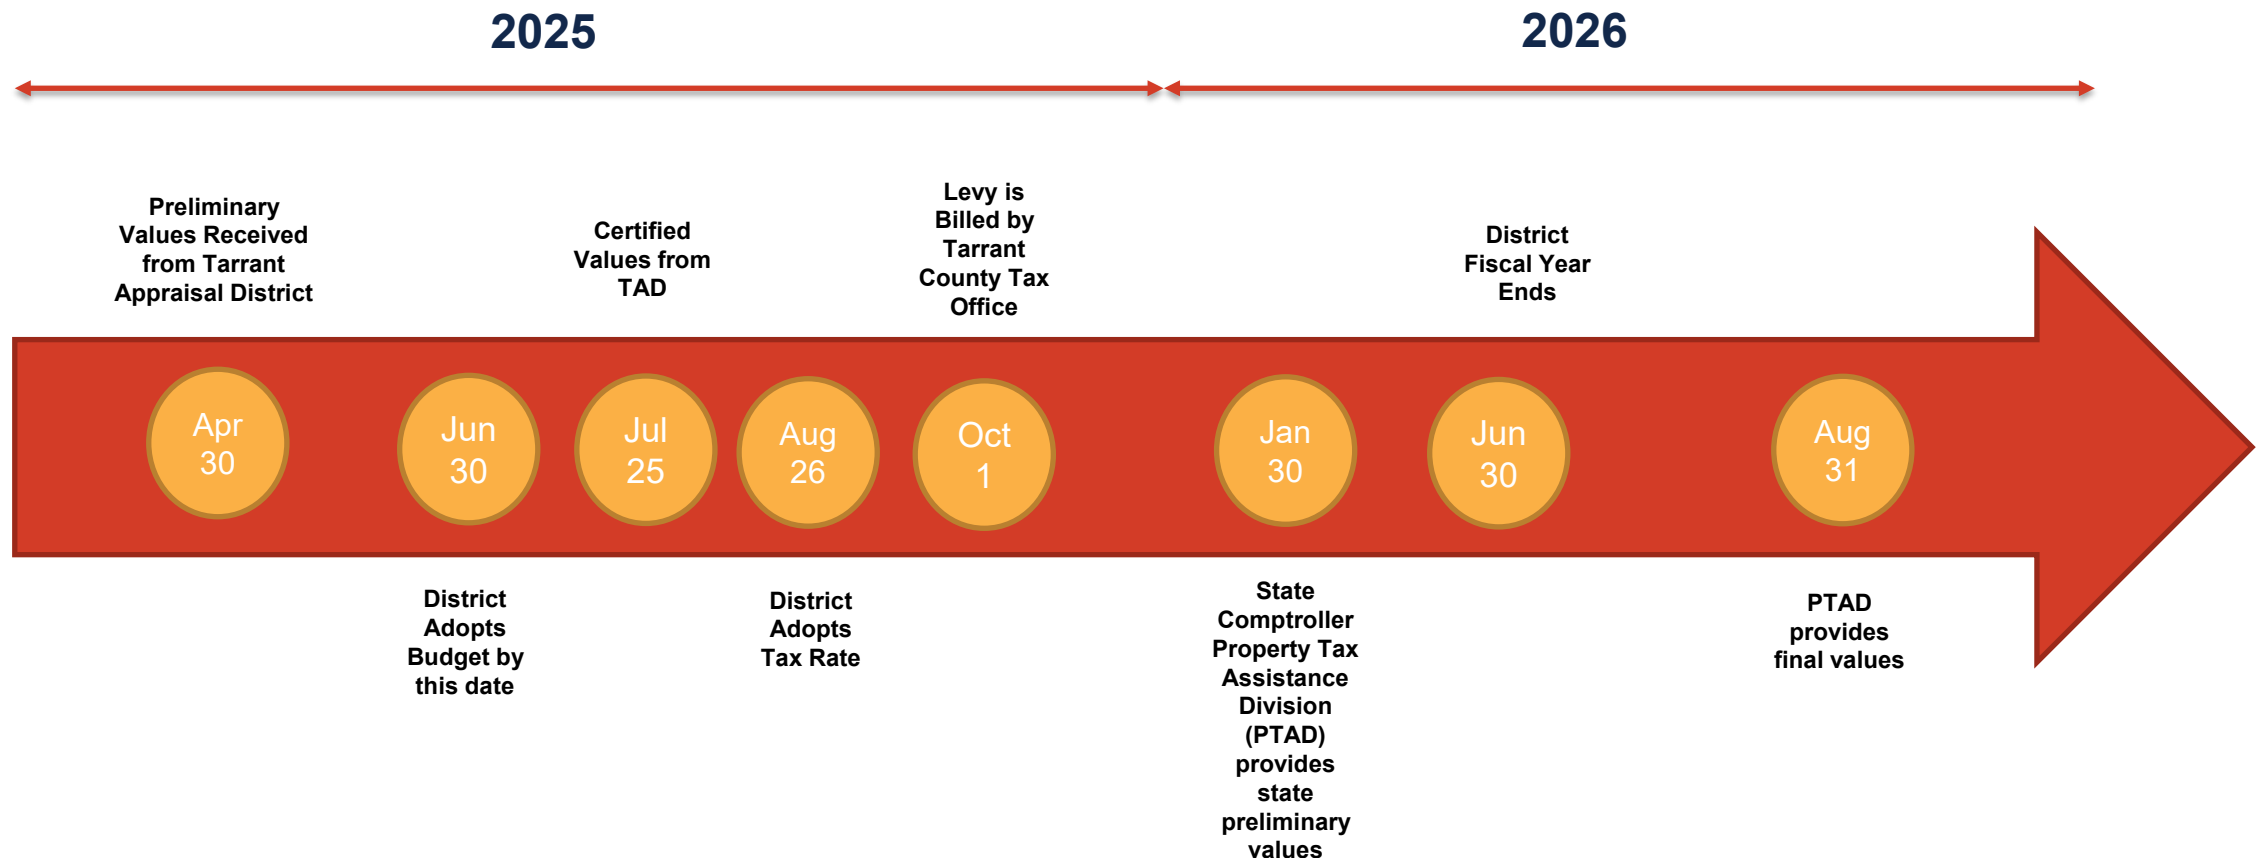 2025
2026
Preliminary
Values Received
from Tarrant
Appraisal District
Certified
Values from
TAD
Levy is
Billed by
Tarrant
County Tax
Office
District
Fiscal Year
Ends
Apr
30
Jun
30
Jul
25
Aug
26
Oct
1
Jan
30
Jun
30
Aug
31
District
Adopts
Budget by
this date
District
Adopts
Tax Rate
State
Comptroller
Property Tax
Assistance
Division
(PTAD)
provides
state
preliminary
values
PTAD
provides
final values